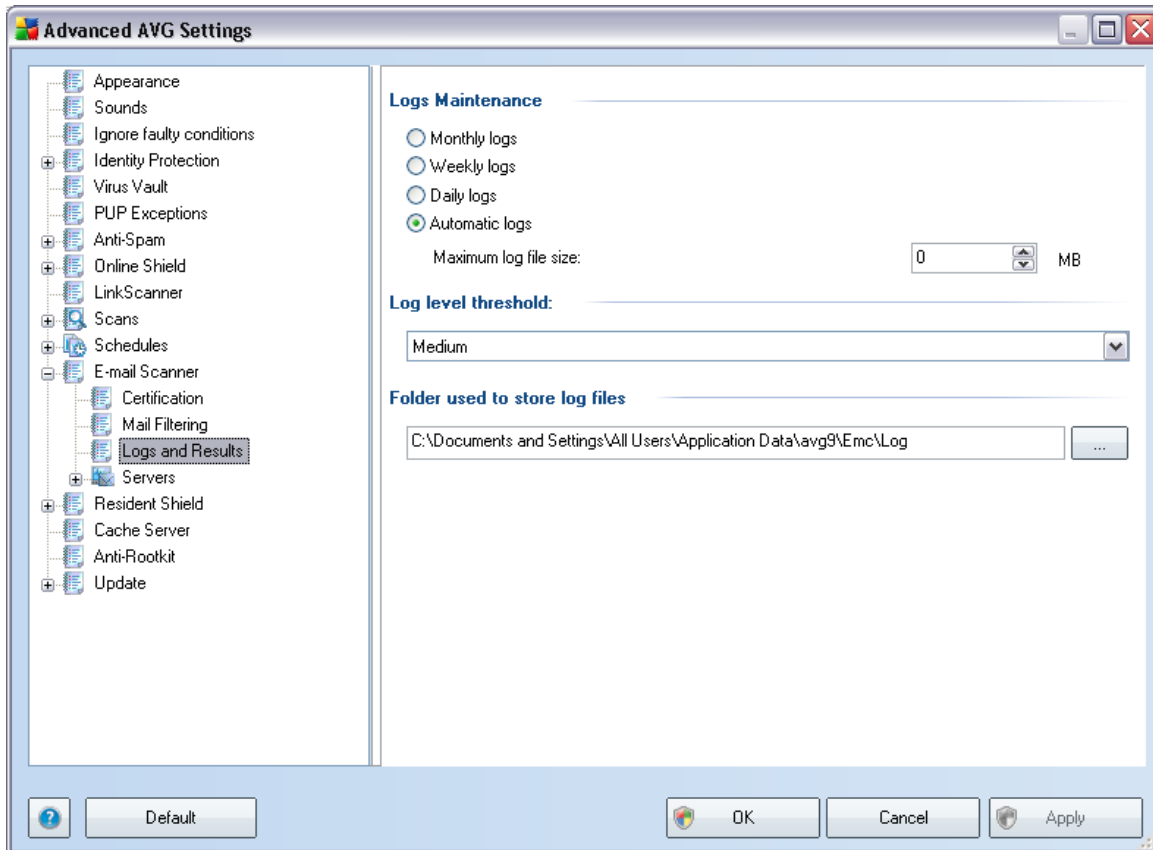 Advanced AVG Settings
Appearance
Sounds
Ignore faulty conditions
Identity Protection
Virus Vault
PUP Exceptions
Anti-Spam
Online Shield
LinkScanner
Scans
Schedules
E-mail Scanner
Certification
Mail Filtering
Logs and Results
Servers
Resident Shield
Cache Server
Anti-Rootkit
Update
Logs Maintenance
Monthly logs
Weekly logs
Daily logs
Automatic logs
Maximum log file size: 0 MB
Log level threshold:
Medium
Folder used to store log files
C:\Documents and Settings\All Users\Application Data\avg9\Emc\Log ...
? Default OK Cancel Apply